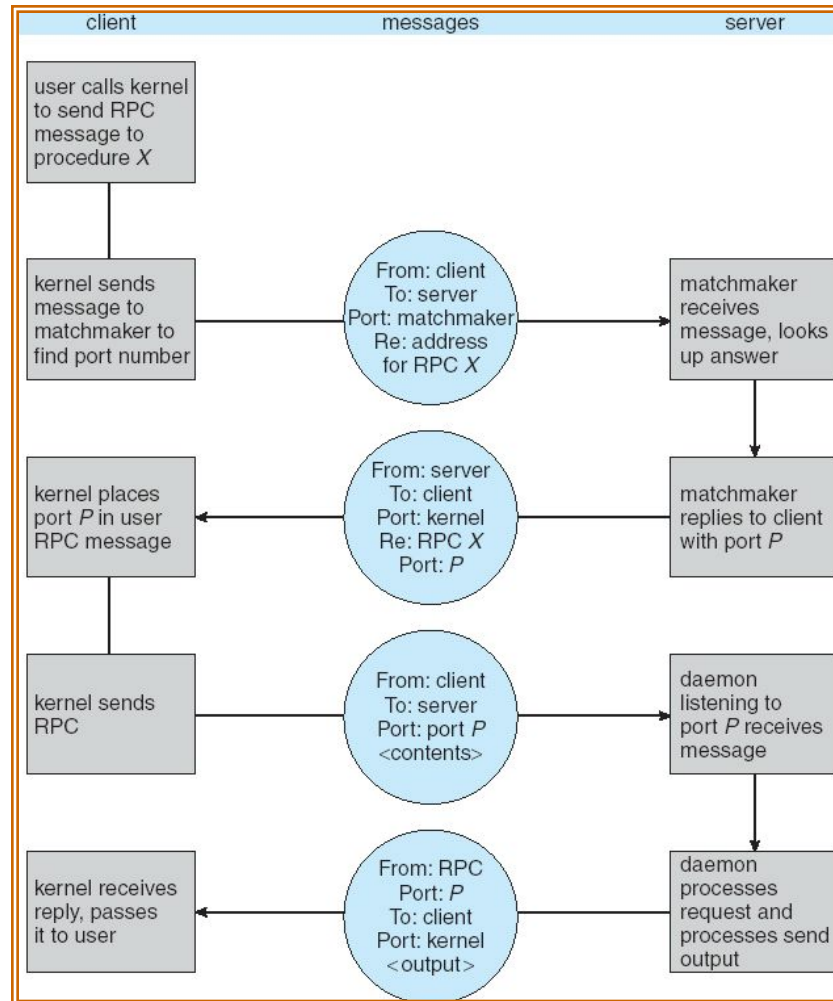 client messages server
user calls kernel
to send RPC
message to
procedure X
kernel sends
message to
matchmaker to
find port number
From: client
To: server
Port: matchmaker
Re: address
for RPC X
matchmaker
receives
message, looks
up answer
kernel places
port P in user
RPC message
From: server
To: client
Port: kernel
Re: RPC X
Port: P
matchmaker
replies to client
with port P
kernel sends
RPC
From: client
To: server
Port: port P
<contents>
daemon
listening to
port P receives
message
kernel receives
reply, passes
it to user
From: RPC
Port: P
To: client
Port: kernel
<output>
daemon
processes
request and
processes send
output